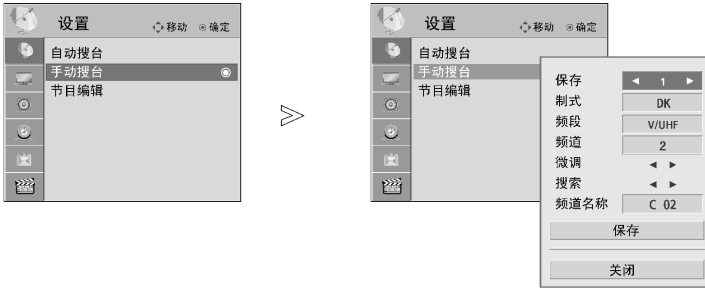 设置 移动 确定
自动搜台
手动搜台
节目编辑
设置 移动 确定
自动搜台
手动搜台
节目编辑
保存 ◀ 1 ▶
制式 DK
频段 V/UHF
频道 2
微调 ◀ ▶
搜索 ◀ ▶
频道名称 C 02
保存
关闭